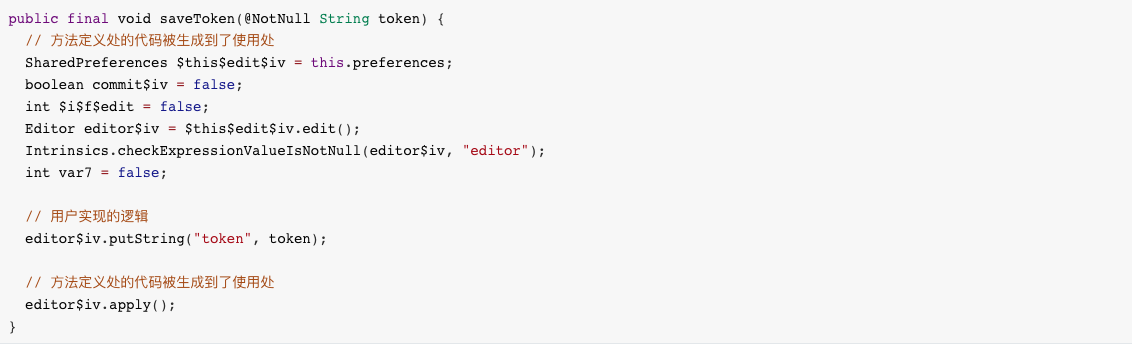 public final void saveToken(@NotNull String token) {
  // 方法定义处的代码被生成到了使用处
  SharedPreferences $this$edit$iv = this.preferences;
  boolean commit$iv = false;
  int $i$f$edit = false;
  Editor editor$iv = $this$edit$iv.edit();
  Intrinsics.checkExpressionValueIsNotNull(editor$iv, "editor");
  int var7 = false;

  // 用户实现的逻辑
  editor$iv.putString("token", token);

  // 方法定义处的代码被生成到了使用处
  editor$iv.apply();
}